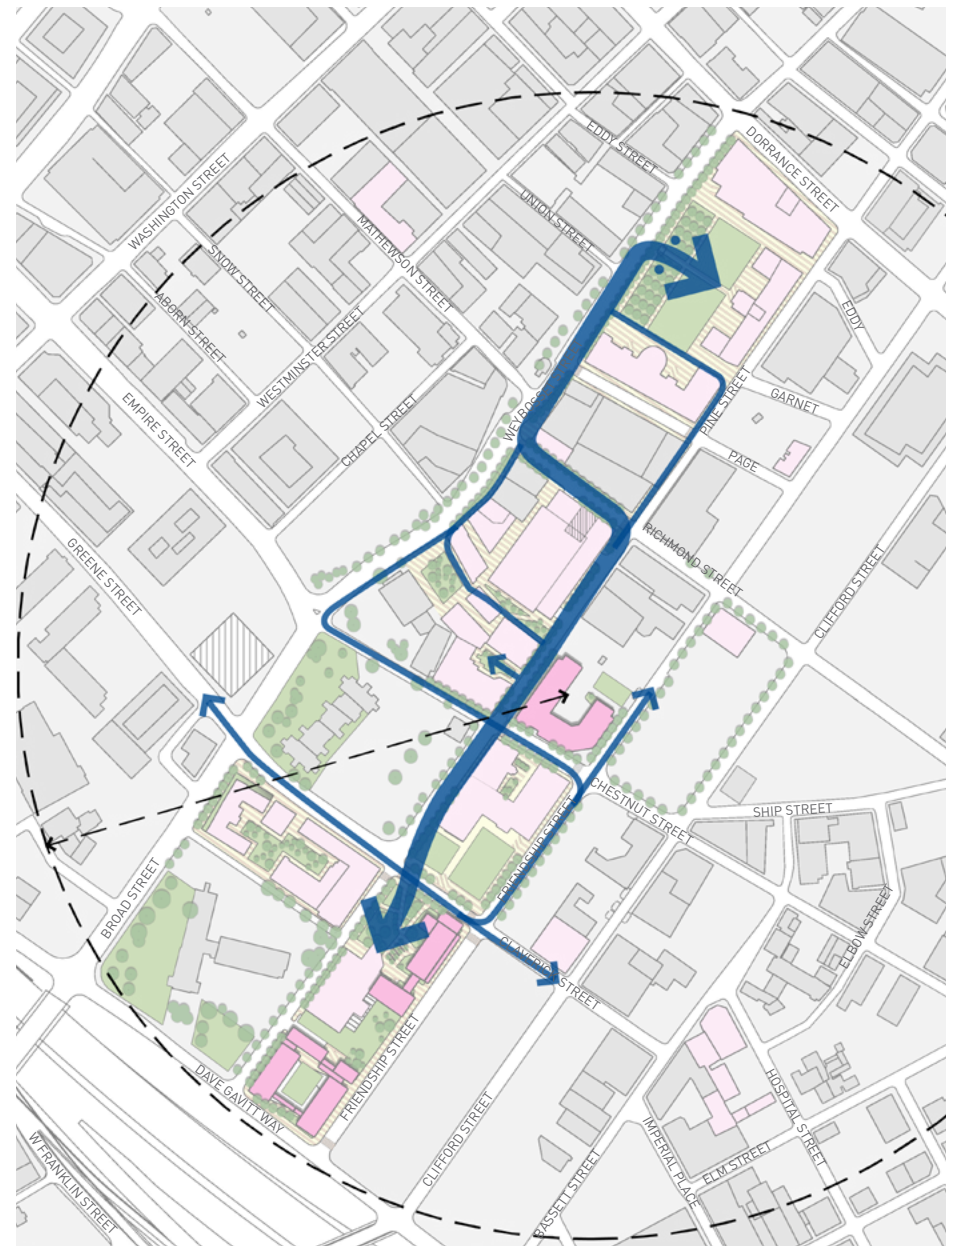 EDDY STREET
DORRANCE STREET
WASHINGTON STREET
UNION STREET
MATHEWSON STREET
SNOW STREET
ABORN STREET
EDDY
WESTMINSTER STREET
EMPIRE STREET
CHAPEL STREET
PINE STREET
GARNET
PAGE
RICHMOND STREET
GREENE STREET
CLIFFORD STREET
CHESTNUT STREET
SHIP STREET
FRIENDSHIP STREET
BROAD STREET
ELBOW STREET
STREET
FRIENDSHIP STREET
DAVE GAVITT WAY
HOSPITAL STREET
CLIFFORD STREET
IMPERIAL PLACE
ELM STREET
W FRANKLIN STREET
BASSETT STREET